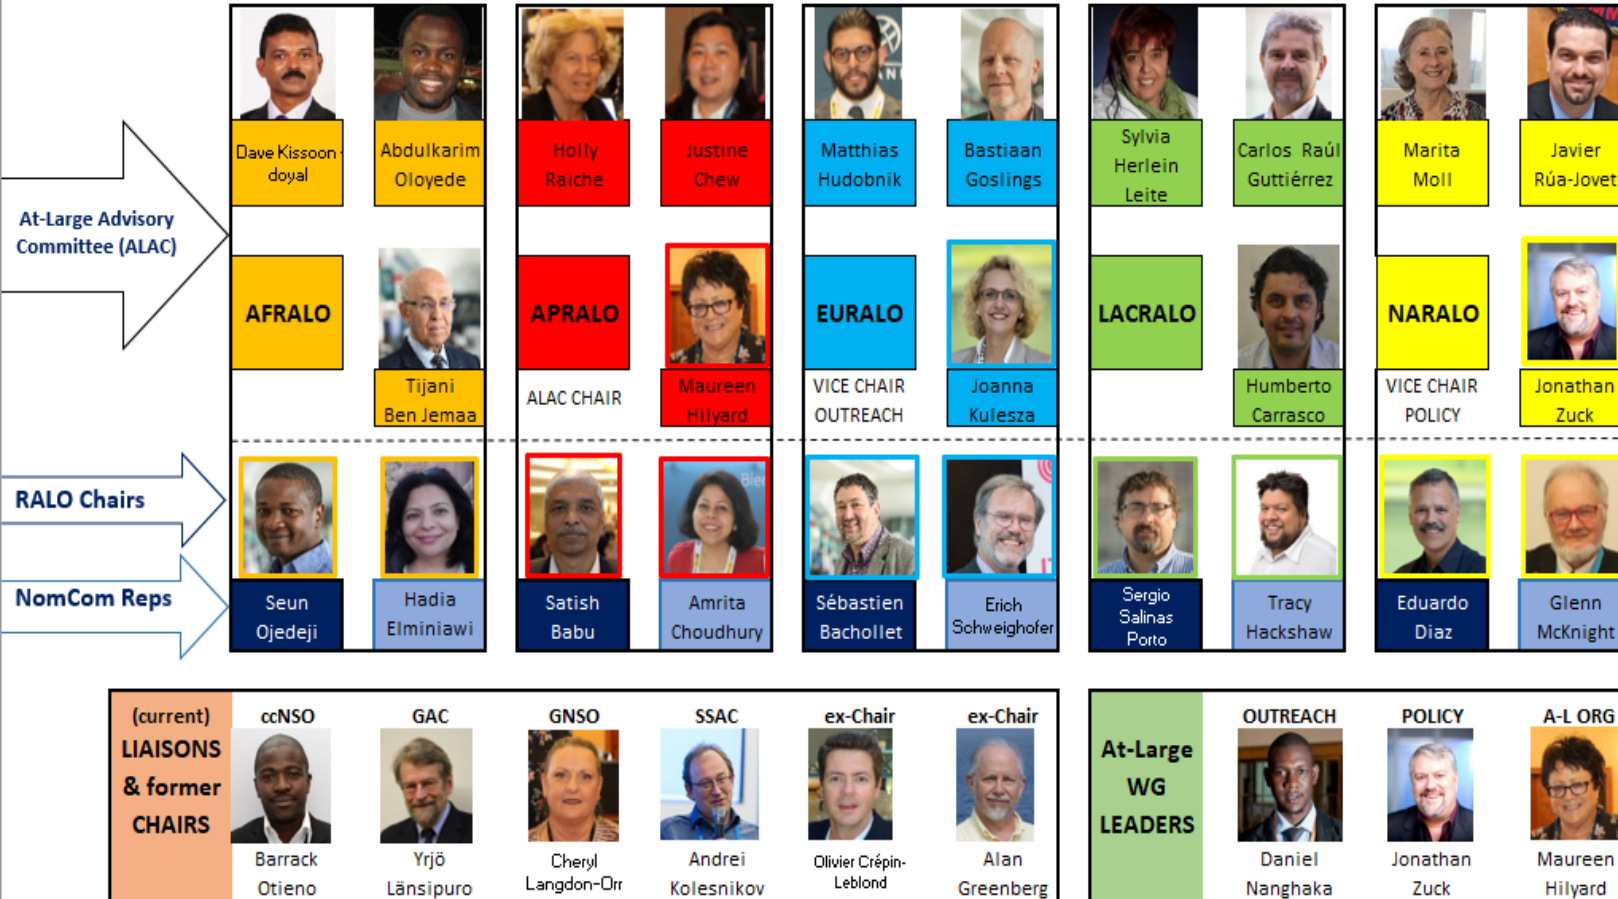 At-Large Advisory
Committee (ALAC)
Dave Kissoon-
doyal
Abdulkarim
Oloyede
Holly
Raiche
Justine
Chew
Matthias
Hudobnik
Bastiaan
Goslings
Sylvia
Herlein
Leite
Carlos Raúl
Guttiérrez
Marita
Moll
Javier
Rúa-Jovet
AFRALO
Tijani
Ben Jemaa
APRALO
ALAC CHAIR
Maureen
Hilyard
EURALO
VICE CHAIR
OUTREACH
Joanna
Kulesza
LACRALO
Humberto
Carrasco
NARALO
VICE CHAIR
POLICY
Jonathan
Zuck
RALO Chairs
NomCom Reps
Seun
Ojedeji
Hadia
Elminiawi
Satish
Babu
Amrita
Choudhury
Sébastien
Bachollet
Erich
Schweighofer
Sergio
Salinas
Porto
Tracy
Hackshaw
Eduardo
Diaz
Glenn
McKnight
(current)
LIAISONS
& former
CHAIRS
ccNSO
Barrack
Otieno
GAC
Yrjö
Länsipuro
GNSO
Cheryl
Langdon-Orr
SSAC
Andrei
Kolesnikov
ex-Chair
Olivier Crépin-
Leblond
ex-Chair
Alan
Greenberg
At-Large
WG
LEADERS
OUTREACH
Daniel
Nanghaka
POLICY
Jonathan
Zuck
A-L ORG
Maureen
Hilyard